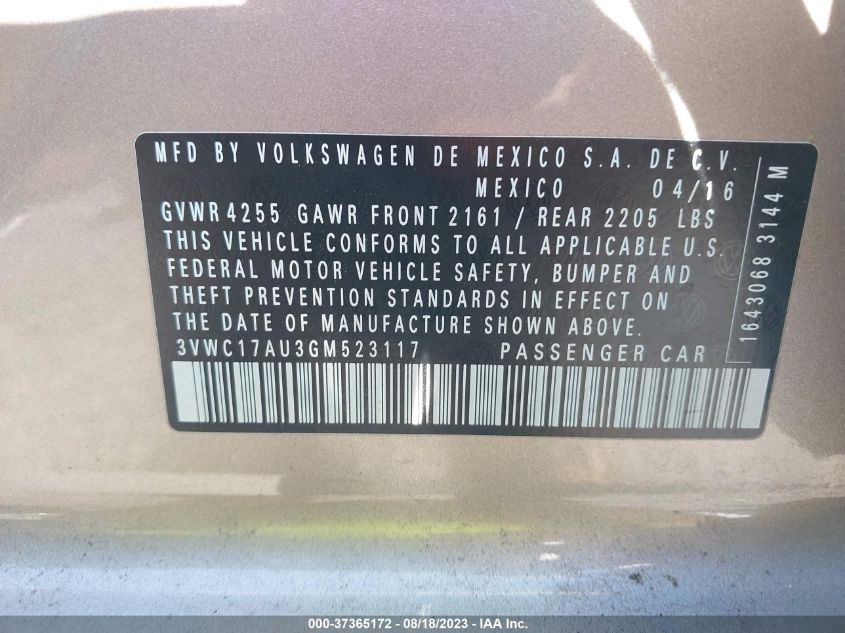 MFD BY VOLKSWAGEN DE MEXICO S.A. DE C.V.
MEXICO 04/16
GVWR 4255 GAWR FRONT 2161 / REAR 2205 LBS
THIS VEHICLE CONFORMS TO ALL APPLICABLE U.S.
FEDERAL MOTOR VEHICLE SAFETY, BUMPER AND
THEFT PREVENTION STANDARDS IN EFFECT ON
THE DATE OF MANUFACTURE SHOWN ABOVE.
3VWC17AU3GM523117 PASSENGER CAR
1643068 3144 M
000-37365172 - 08/18/2023 - IAA Inc.